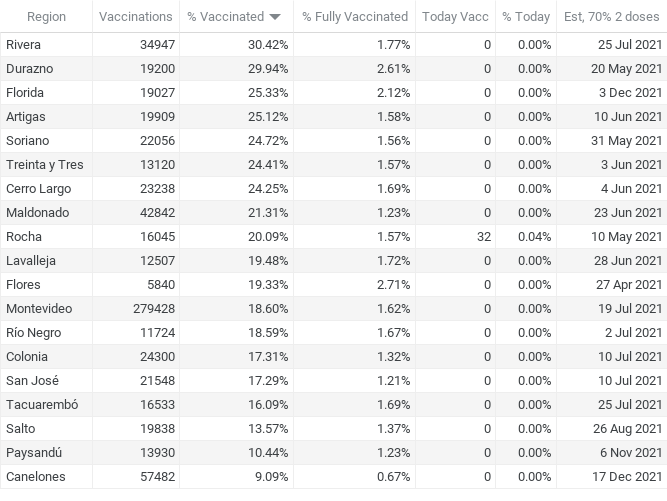 Region Vaccinations % Vaccinated % Fully Vaccinated Today Vacc % Today Est, 70% 2 doses
Rivera 34947 30.42% 1.77% 0 0.00% 25 Jul 2021
Durazno 19200 29.94% 2.61% 0 0.00% 20 May 2021
Florida 19027 25.33% 2.12% 0 0.00% 3 Dec 2021
Artigas 19909 25.12% 1.58% 0 0.00% 10 Jun 2021
Soriano 22056 24.72% 1.56% 0 0.00% 31 May 2021
Treinta y Tres 13120 24.41% 1.57% 0 0.00% 3 Jun 2021
Cerro Largo 23238 24.25% 1.69% 0 0.00% 4 Jun 2021
Maldonado 42842 21.31% 1.23% 0 0.00% 23 Jun 2021
Rocha 16045 20.09% 1.57% 32 0.04% 10 May 2021
Lavalleja 12507 19.48% 1.72% 0 0.00% 28 Jun 2021
Flores 5840 19.33% 2.71% 0 0.00% 27 Apr 2021
Montevideo 279428 18.60% 1.62% 0 0.00% 19 Jul 2021
Río Negro 11724 18.59% 1.67% 0 0.00% 2 Jul 2021
Colonia 24300 17.31% 1.32% 0 0.00% 10 Jul 2021
San José 21548 17.29% 1.21% 0 0.00% 10 Jul 2021
Tacuarembó 16533 16.09% 1.69% 0 0.00% 25 Jul 2021
Salto 19838 13.57% 1.37% 0 0.00% 26 Aug 2021
Paysandú 13930 10.44% 1.23% 0 0.00% 6 Nov 2021
Canelones 57482 9.09% 0.67% 0 0.00% 17 Dec 2021